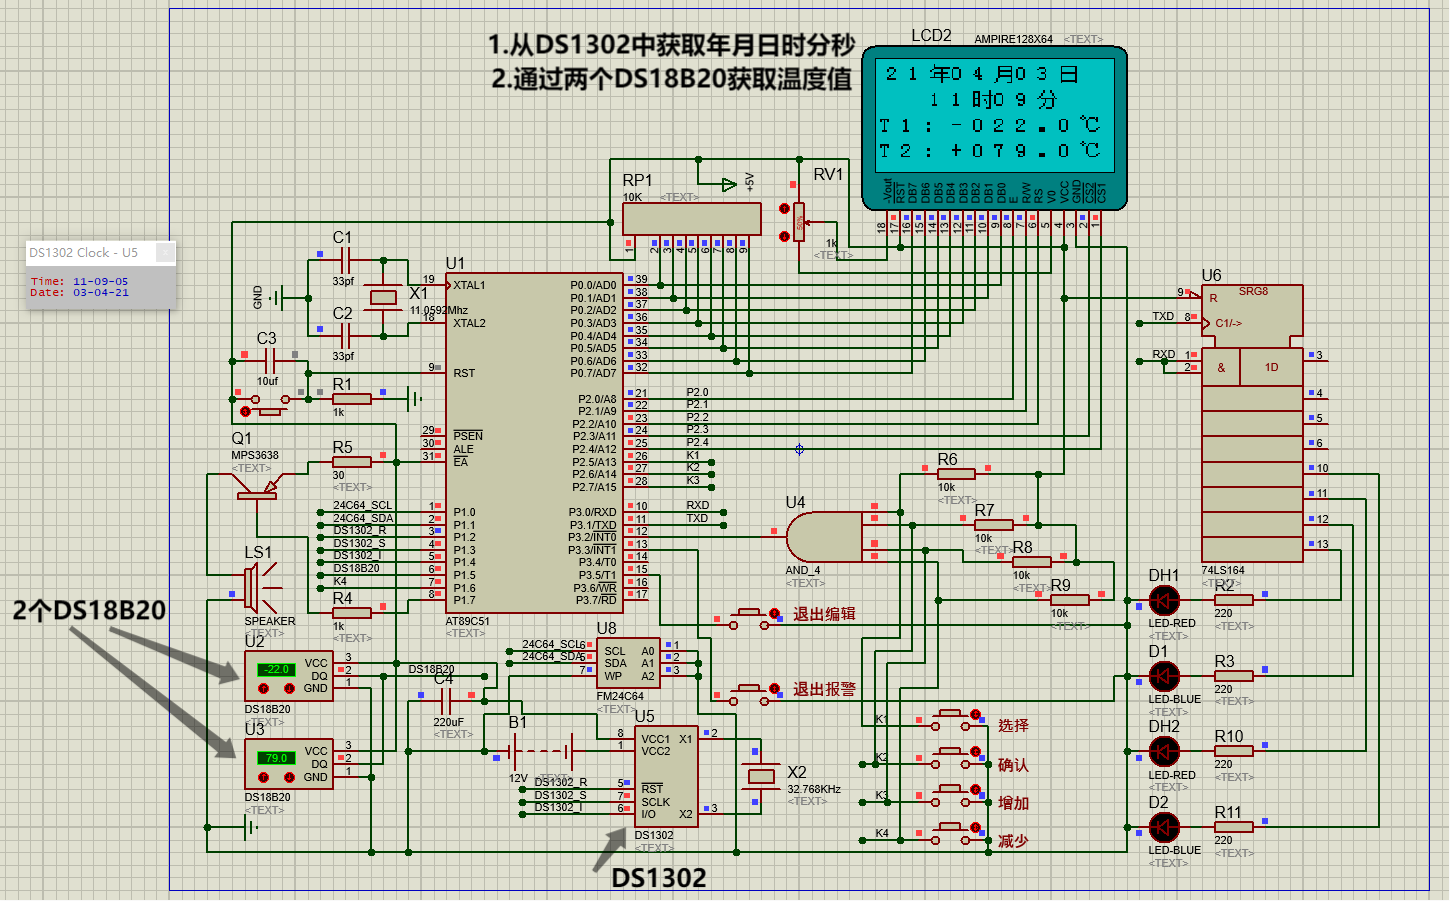 1.从DS1302中获取年月日时分秒
2.通过两个DS18B20获取温度值
LCD2
AMPIRE128X64
<TEXT>
21年04月03日
11时09分
T1:-022.0℃
T2:+079.0℃
-Vout
RST
DB7
DB6
DB5
DB4
DB3
DB2
DB1
DB0
E
R/W
RS
V0
VCC
GND
CS2
CS1
18
17
16
15
14
13
12
11
10
9
8
7
6
5
4
3
2
1
RP1
10K
<TEXT>
+5V
RV1
50%
1k
<TEXT>
1
2
3
4
5
6
7
8
9
DS1302 Clock - U5
Time: 11-09-05
Date: 03-04-21
C1
33pf
GND
X1
11.0592Mhz
C2
33pf
C3
10uf
R1
1k
U1
19
XTAL1
18
XTAL2
9
RST
29
PSEN
30
ALE
31
EA
1
P1.0
2
P1.1
3
P1.2
4
P1.3
5
P1.4
6
P1.5
7
P1.6
8
P1.7
P0.0/AD0
39
P0.1/AD1
38
P0.2/AD2
37
P0.3/AD3
36
P0.4/AD4
35
P0.5/AD5
34
P0.6/AD6
33
P0.7/AD7
32
P2.0/A8
21
P2.0
P2.1/A9
22
P2.1
P2.2/A10
23
P2.2
P2.3/A11
24
P2.3
P2.4/A12
25
P2.4
P2.5/A13
26
K1
P2.6/A14
27
K2
P2.7/A15
28
K3
P3.0/RXD
10
RXD
P3.1/TXD
11
TXD
P3.2/INT0
12
P3.3/INT1
13
P3.4/T0
14
P3.5/T1
15
P3.6/WR
16
P3.7/RD
17
AT89C51
<TEXT>
Q1
MPS3638
<TEXT>
R5
30
<TEXT>
24C64_SCL
24C64_SDA
DS1302_R
DS1302_S
DS1302_I
DS18B20
K4
LS1
SPEAKER
<TEXT>
R4
1k
<TEXT>
2个DS18B20
U2
-22.0
VCC
3
DQ
2
GND
1
DS18B20
<TEXT>
U3
79.0
VCC
3
DQ
2
GND
1
DS18B20
<TEXT>
DS18B20
C4
220uF
<TEXT>
B1
12V
<TEXT>
U8
24C64_SCL
6
SCL
24C64_SDA
5
SDA
7
WP
A0
1
A1
2
A2
3
FM24C64
<TEXT>
U5
8
VCC1
1
VCC2
DS1302_R
5
RST
DS1302_S
7
SCLK
DS1302_I
6
I/O
X1
2
X2
3
DS1302
<TEXT>
DS1302
X2
32.768KHz
<TEXT>
U4
AND_4
<TEXT>
R6
10k
<TEXT>
R7
10k
<TEXT>
R8
10k
<TEXT>
R9
10k
<TEXT>
退出编辑
退出报警
K1
选择
K2
确认
K3
增加
K4
减少
U6
SRG8
9
R
TXD
8
C1/->
RXD
1
2
&
1D
3
4
5
6
10
11
12
13
74LS164
<TEXT>
DH1
LED-RED
<TEXT>
R2
220
<TEXT>
D1
LED-BLUE
<TEXT>
R3
220
<TEXT>
DH2
LED-RED
<TEXT>
R10
220
<TEXT>
D2
LED-BLUE
<TEXT>
R11
220
<TEXT>